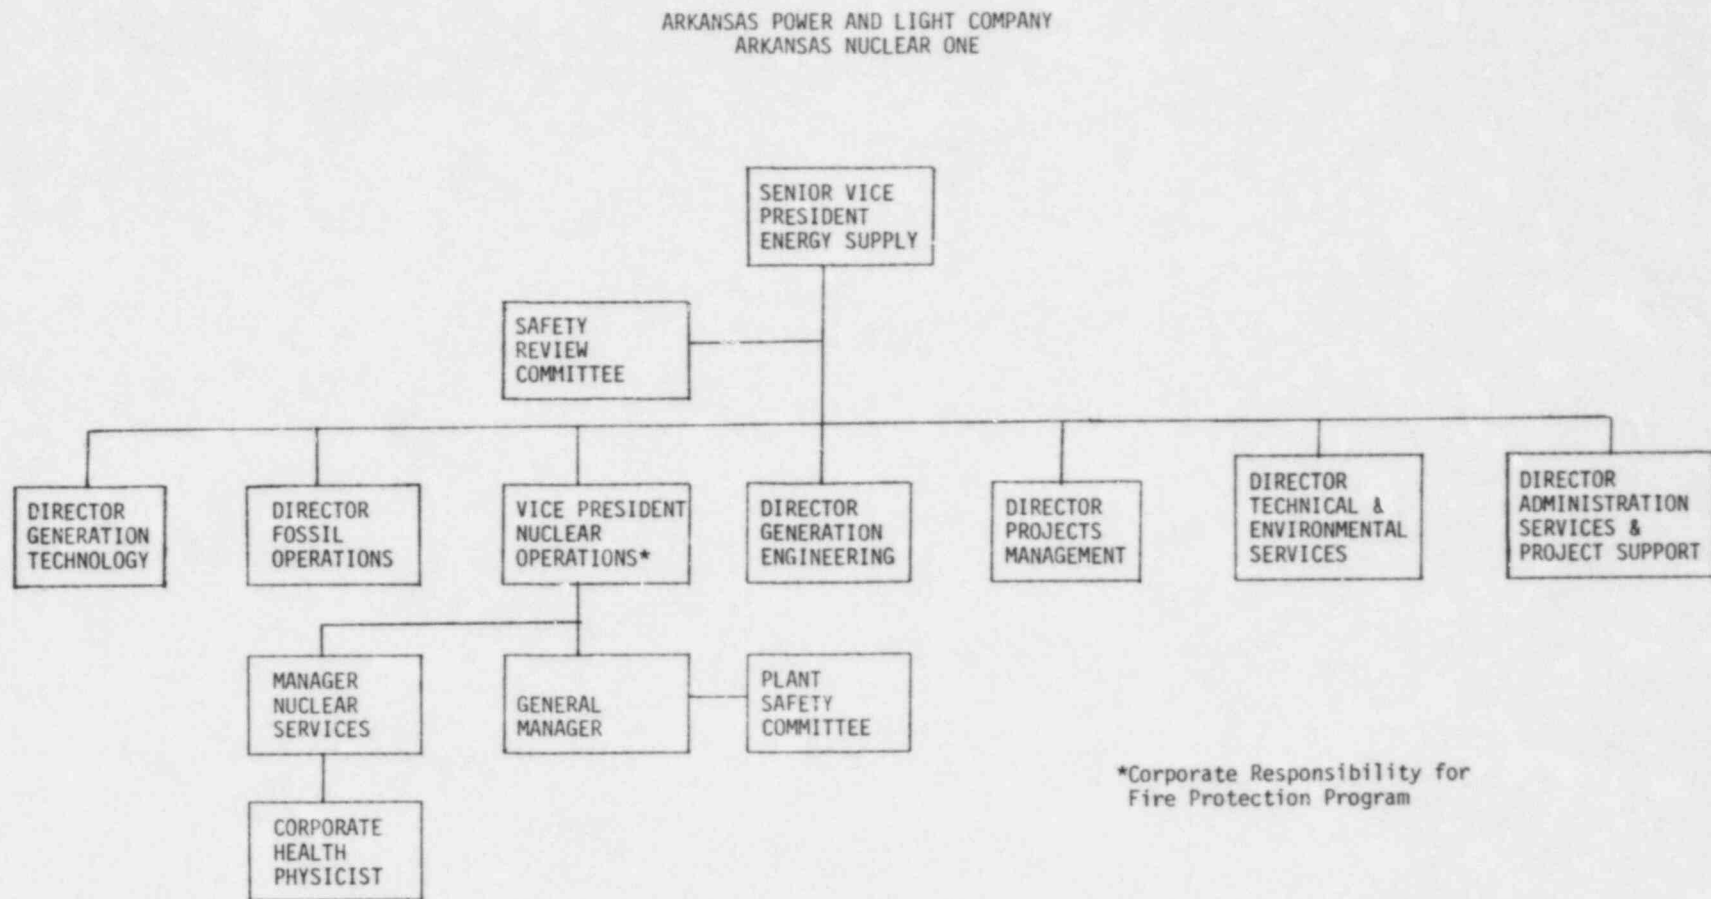 ARKANSAS POWER AND LIGHT COMPANY
ARKANSAS NUCLEAR ONE
SENIOR VICE
PRESIDENT
ENERGY SUPPLY
SAFETY
REVIEW
COMMITTEE
DIRECTOR
GENERATION
TECHNOLOGY
DIRECTOR
FOSSIL
OPERATIONS
VICE PRESIDENT
NUCLEAR
OPERATIONS*
DIRECTOR
GENERATION
ENGINEERING
DIRECTOR
PROJECTS
MANAGEMENT
DIRECTOR
TECHNICAL &
ENVIRONMENTAL
SERVICES
DIRECTOR
ADMINISTRATION
SERVICES &
PROJECT SUPPORT
MANAGER
NUCLEAR
SERVICES
GENERAL
MANAGER
PLANT
SAFETY
COMMITTEE
*Corporate Responsibility for
Fire Protection Program
CORPORATE
HEALTH
PHYSICIST